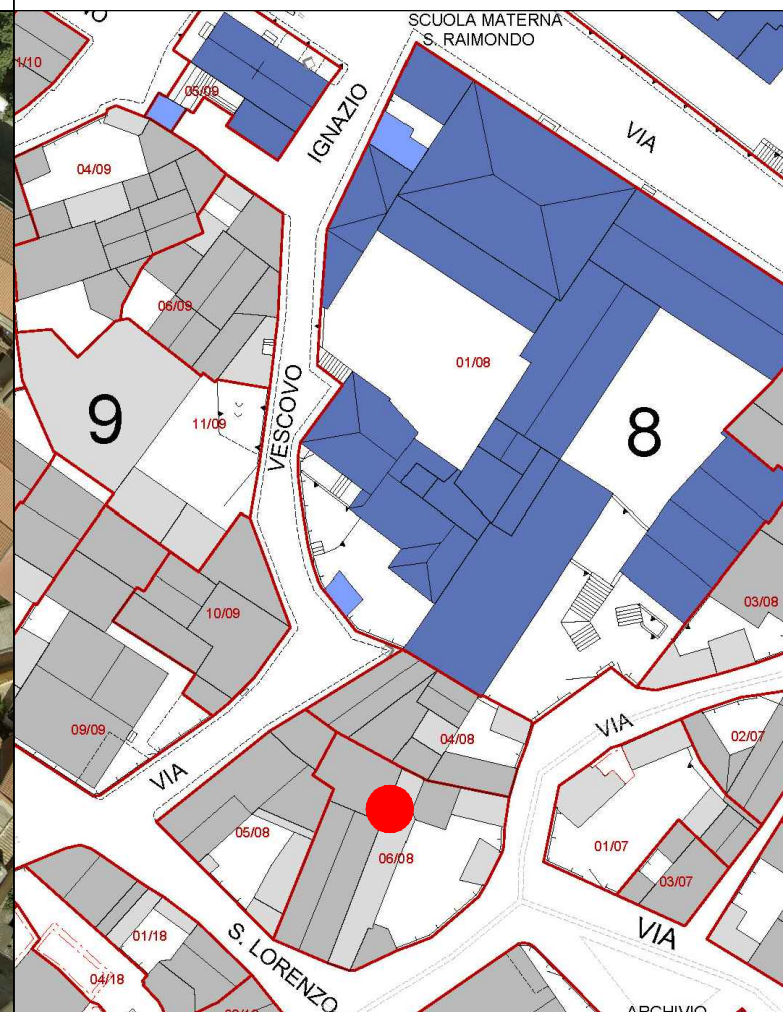 SCUOLA MATERNA
S. RAIMONDO
1/10
05/09
IGNAZIO
VIA
04/09
06/09
01/08
9
11/09
VESCOVO
8
10/09
03/08
09/09
VIA
04/08
VIA
02/07
05/08
06/08
01/07
03/07
01/18
S. LORENZO
VIA
04/18
ARCHIVIO